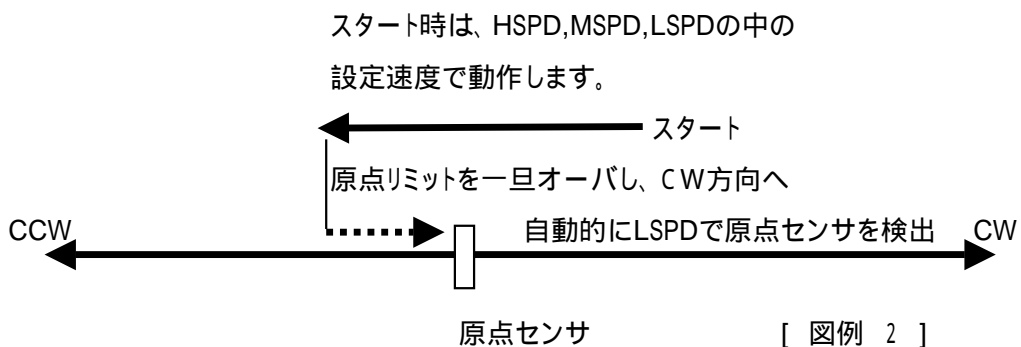 スタート時は、HSPD,MSPD,LSPDの中の
設定速度で動作します。
スタート
原点リミットを一旦オーバし、CW方向へ
CCW
自動的にLSPDで原点センサを検出
CW
原点センサ
[ 図例 2 ]